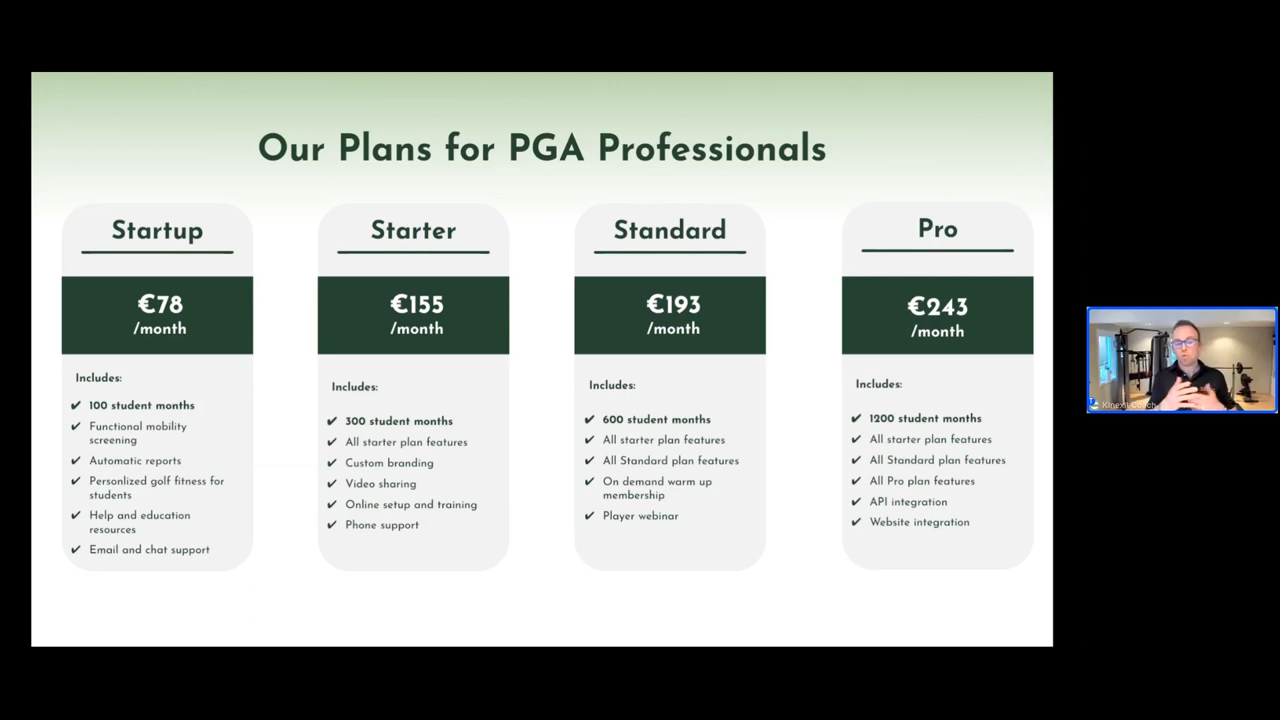 Our Plans for PGA Professionals
Startup
€78
/month
Includes:
✔ 100 student months
✔ Functional mobility
screening
✔ Automatic reports
✔ Personlized golf fitness for
students
✔ Help and education
resources
✔ Email and chat support
Starter
€155
/month
Includes:
✔ 300 student months
✔ All starter plan features
✔ Custom branding
✔ Video sharing
✔ Online setup and training
✔ Phone support
Standard
€193
/month
Includes:
✔ 600 student months
✔ All starter plan features
✔ All Standard plan features
✔ On demand warm up
membership
✔ Player webinar
Pro
€243
/month
Includes:
✔ 1200 student months
✔ All starter plan features
✔ All Standard plan features
✔ All Pro plan features
✔ API integration
✔ Website integration
Coach